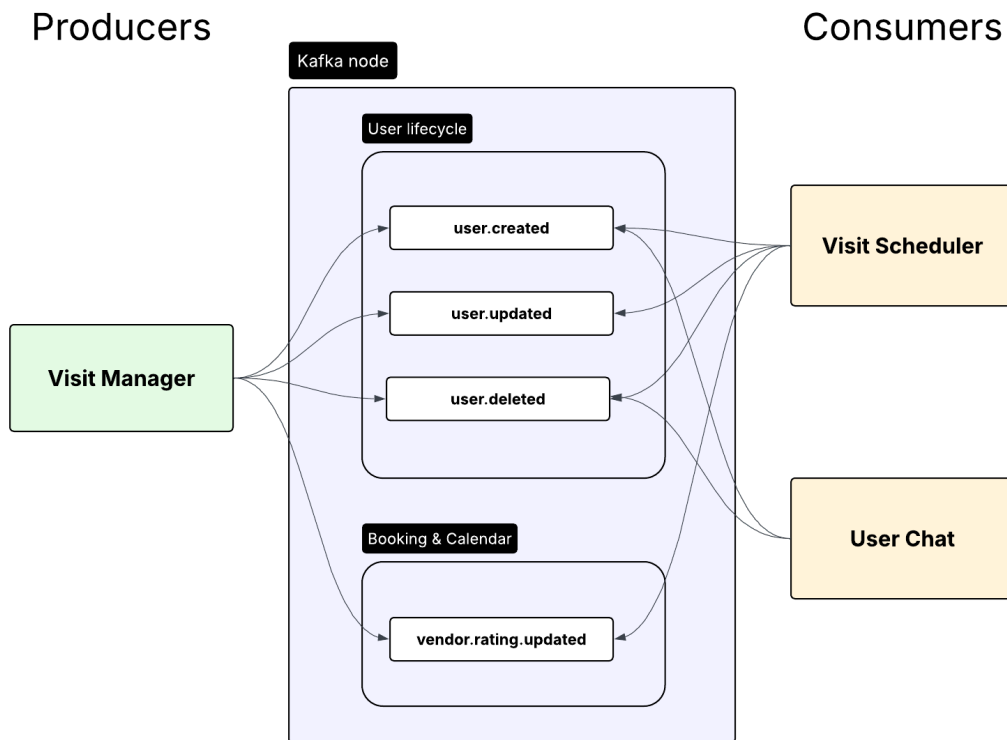 Producers
Consumers
Kafka node
User lifecycle
user.created
Visit Scheduler
user.updated
Visit Manager
user.deleted
Booking & Calendar
User Chat
vendor.rating.updated